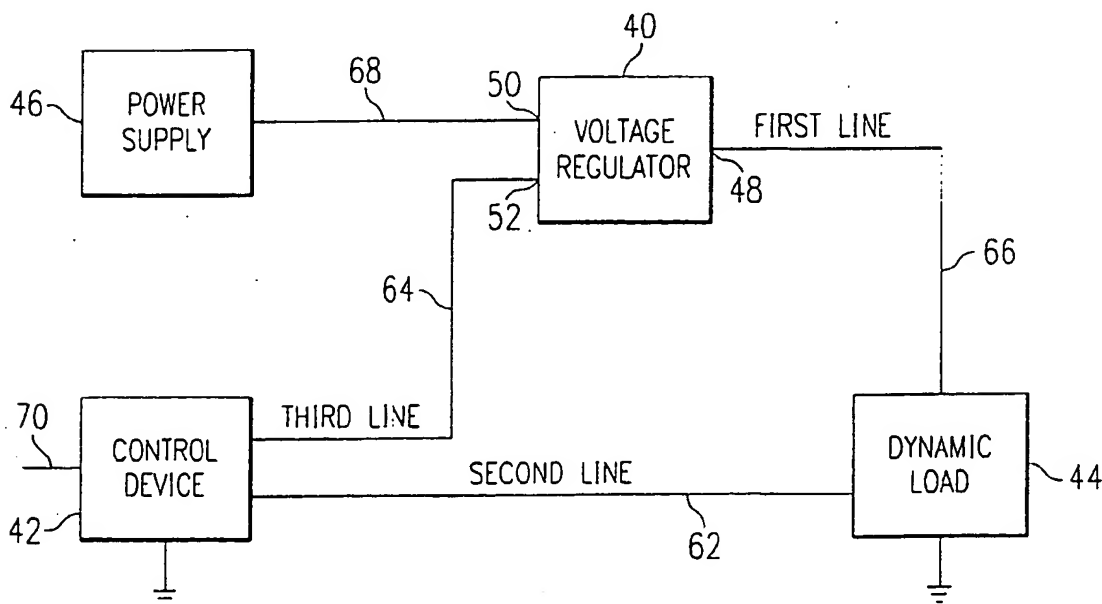 40
46
POWER
SUPPLY
68
50
VOLTAGE
REGULATOR
FIRST LINE
52
48
64
66
70
THIRD LINE
CONTROL
DEVICE
SECOND LINE
DYNAMIC
LOAD
44
42
62